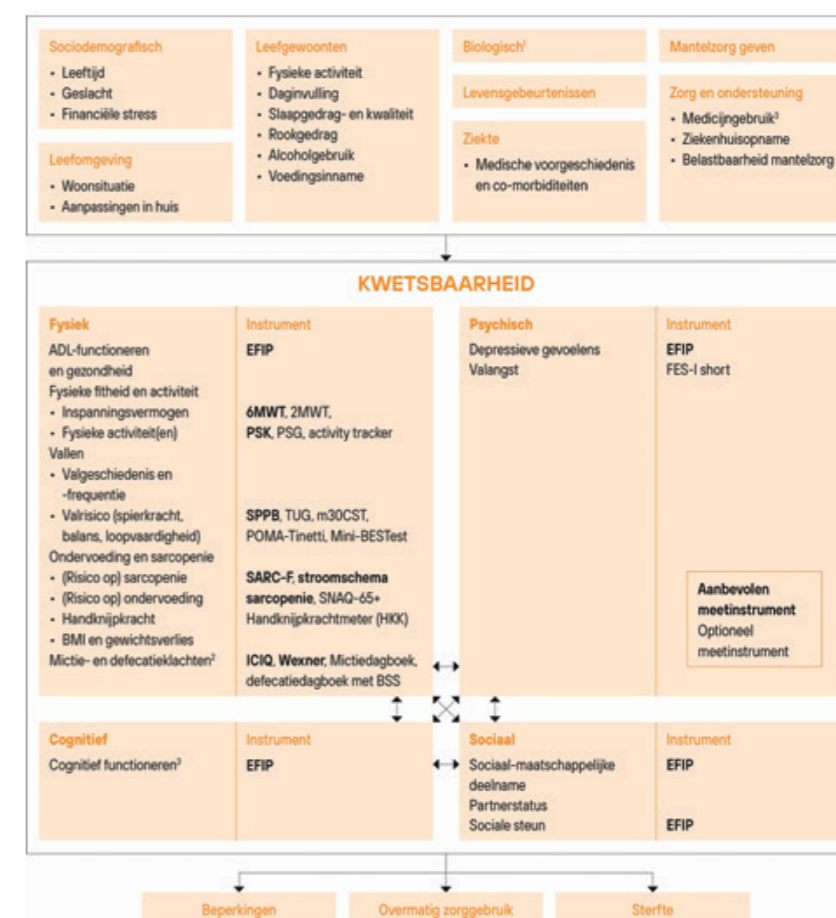 Sociodemografisch
• Leeftijd
• Geslacht
• Financiële stress
Leefomgeving
• Woonsituatie
• Aanpassingen in huis
Leefgewoonten
• Fysieke activiteit
• Daginvulling
• Slaapgedrag- en kwaliteit
• Rookgedrag
• Alcoholgebruik
• Voedingsinname
Biologisch¹
Levensgebeurtenissen
Ziekte
• Medische voorgeschiedenis
en co-morbiditeiten
Mantelzorg geven
Zorg en ondersteuning
• Medicijngebruik³
• Ziekenhuisopname
• Belastbaarheid mantelzorg
KWETSBAARHEID
Fysiek
ADL-functioneren
en gezondheid
Fysieke fitheid en activiteit
• Inspanningsvermogen
• Fysieke activiteit(en)
Vallen
• Valgeschiedenis en
-frequentie
• Valrisico (spierkracht,
balans, loopvaardigheid)
Ondervoeding en sarcopenie
• (Risico op) sarcopenie
• (Risico op) ondervoeding
• Handknijpkracht
• BMI en gewichtsverlies
Mictie- en defecatieklachten²
Instrument
EFIP
6MWT, 2MWT,
PSK, PSG, activity tracker
SPPB, TUG, m30CST,
POMA-Tinetti, Mini-BESTest
SARC-F, stroomschema
sarcopenie, SNAQ-65+
Handknijpkrachtmeter (HKK)
ICIQ, Wexner, Mictiedagboek,
defecatiedagboek met BSS
Psychisch
Depressieve gevoelens
Valangst
Instrument
EFIP
FES-I short
Aanbevolen
meetinstrument
Optioneel
meetinstrument
Cognitief
Cognitief functioneren³
Instrument
EFIP
Sociaal
Sociaal-maatschappelijke
deelname
Partnerstatus
Sociale steun
Instrument
EFIP
EFIP
Beperkingen
Overmatig zorggebruik
Sterfte